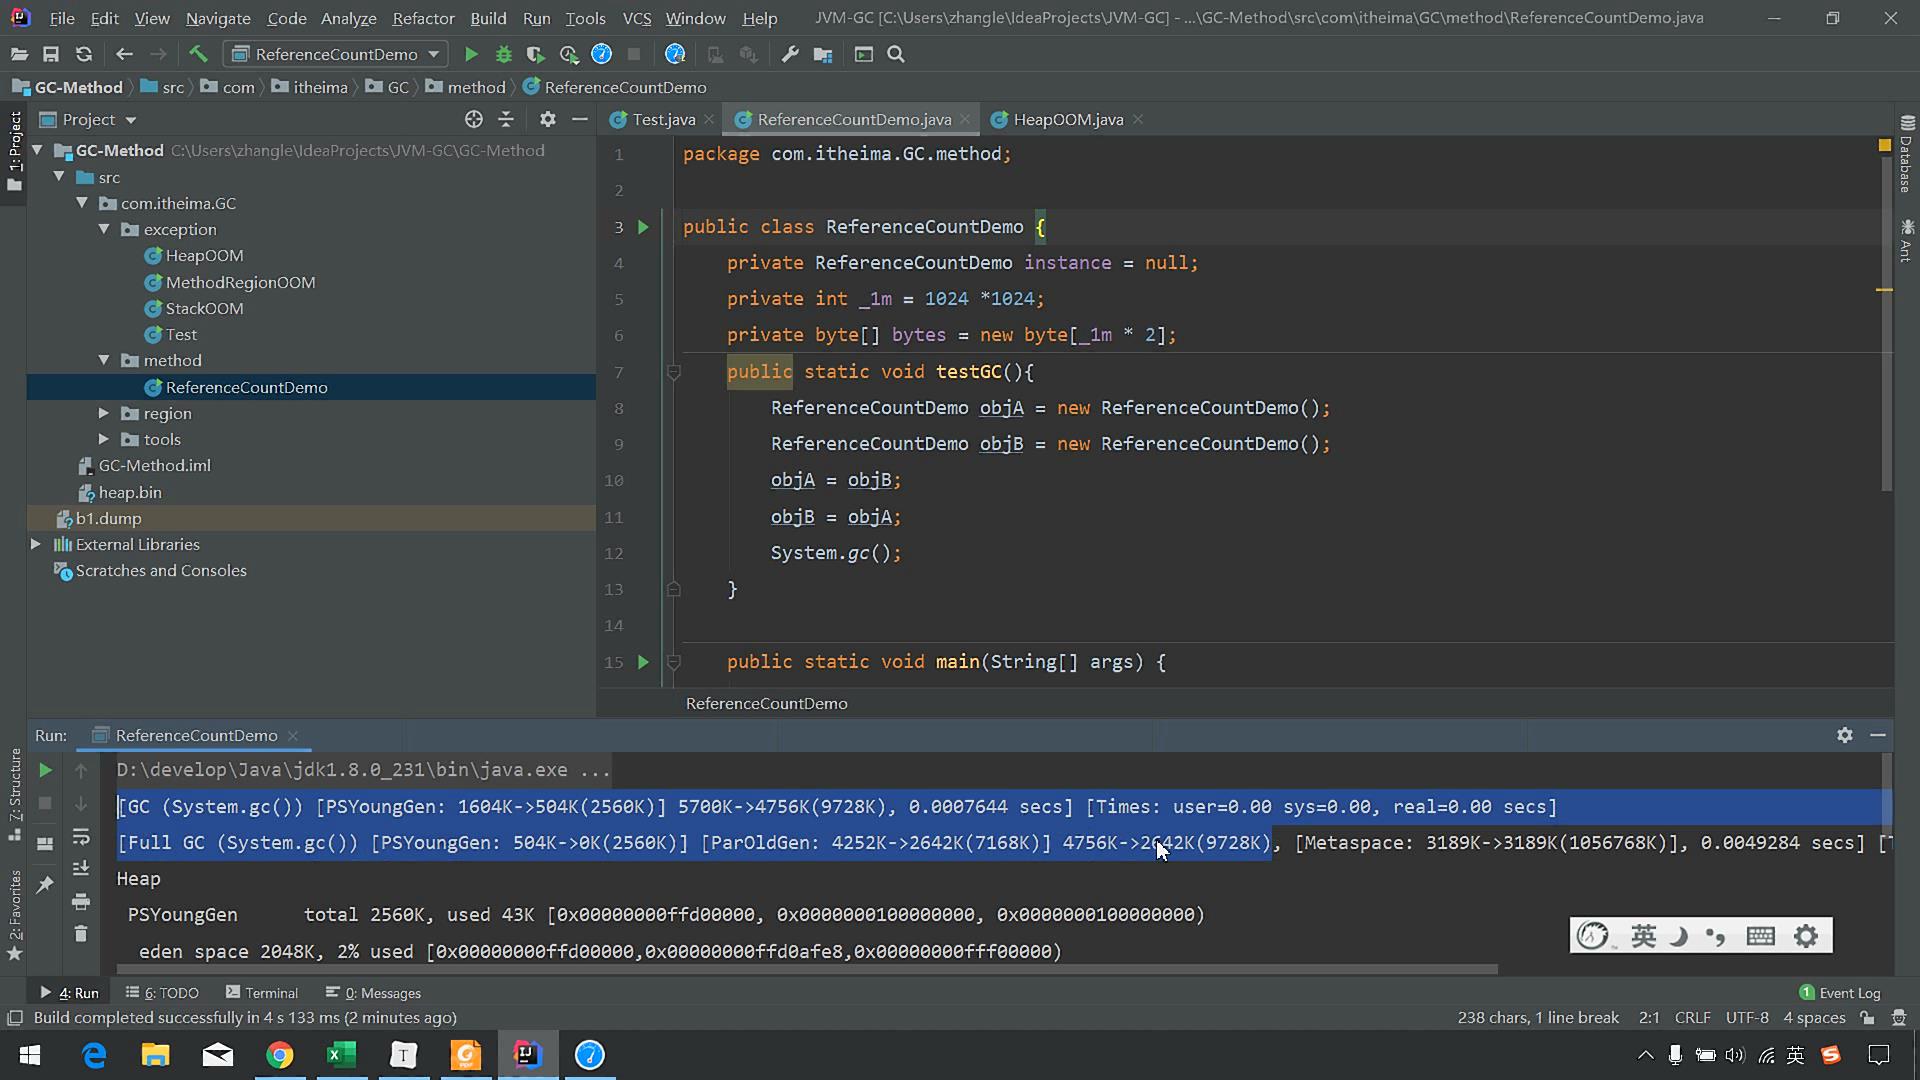 File Edit View Navigate Code Analyze Refactor Build Run Tools VCS Window Help JVM-GC [C:\Users\zhangle\IdeaProjects\JVM-GC] - ...\GC-Method\src\com\itheima\GC\method\ReferenceCountDemo.java
ReferenceCountDemo
GC-Method src com itheima GC method ReferenceCountDemo
1: Project
Project
Test.java ReferenceCountDemo.java HeapOOM.java
GC-Method C:\Users\zhangle\IdeaProjects\JVM-GC\GC-Method
src
com.itheima.GC
exception
HeapOOM
MethodRegionOOM
StackOOM
Test
method
ReferenceCountDemo
region
tools
GC-Method.iml
heap.bin
b1.dump
External Libraries
Scratches and Consoles
1 package com.itheima.GC.method;
2
3 public class ReferenceCountDemo {
4 private ReferenceCountDemo instance = null;
5 private int _1m = 1024 *1024;
6 private byte[] bytes = new byte[_1m * 2];
7 public static void testGC(){
8 ReferenceCountDemo objA = new ReferenceCountDemo();
9 ReferenceCountDemo objB = new ReferenceCountDemo();
10 objA = objB;
11 objB = objA;
12 System.gc();
13 }
14
15 public static void main(String[] args) {
ReferenceCountDemo
Database
Ant
Run: ReferenceCountDemo
D:\develop\Java\jdk1.8.0_231\bin\java.exe ...
[GC (System.gc()) [PSYoungGen: 1604K->504K(2560K)] 5700K->4756K(9728K), 0.0007644 secs] [Times: user=0.00 sys=0.00, real=0.00 secs]
[Full GC (System.gc()) [PSYoungGen: 504K->0K(2560K)] [ParOldGen: 4252K->2642K(7168K)] 4756K->2642K(9728K), [Metaspace: 3189K->3189K(1056768K)], 0.0049284 secs] [
Heap
PSYoungGen total 2560K, used 43K [0x00000000ffd00000, 0x0000000100000000, 0x0000000100000000)
eden space 2048K, 2% used [0x00000000ffd00000,0x00000000ffd0afe8,0x00000000fff00000)
7: Structure
2: Favorites
英
4: Run 6: TODO Terminal 0: Messages 1 Event Log
Build completed successfully in 4 s 133 ms (2 minutes ago) 238 chars, 1 line break 2:1 CRLF UTF-8 4 spaces
T 英